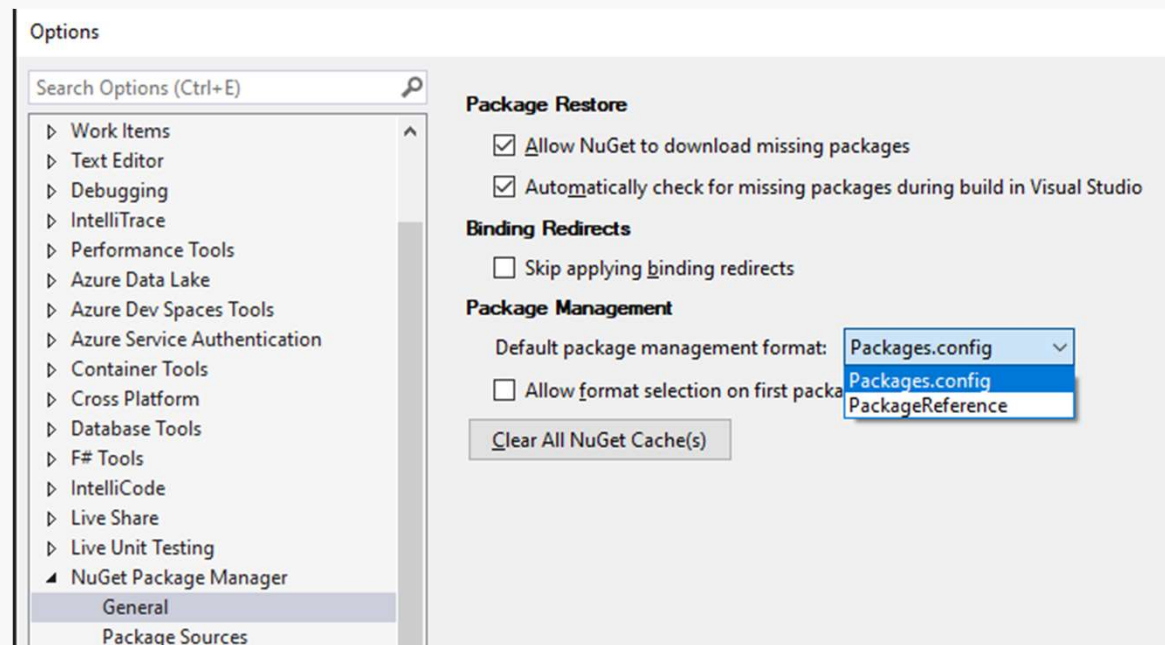 Options
Search Options (Ctrl+E)
Work Items
Text Editor
Debugging
IntelliTrace
Performance Tools
Azure Data Lake
Azure Dev Spaces Tools
Azure Service Authentication
Container Tools
Cross Platform
Database Tools
F# Tools
IntelliCode
Live Share
Live Unit Testing
NuGet Package Manager
General
Package Sources
Package Restore
Allow NuGet to download missing packages
Automatically check for missing packages during build in Visual Studio
Binding Redirects
Skip applying binding redirects
Package Management
Default package management format: Packages.config
Packages.config
PackageReference
Allow format selection on first packa
Clear All NuGet Cache(s)